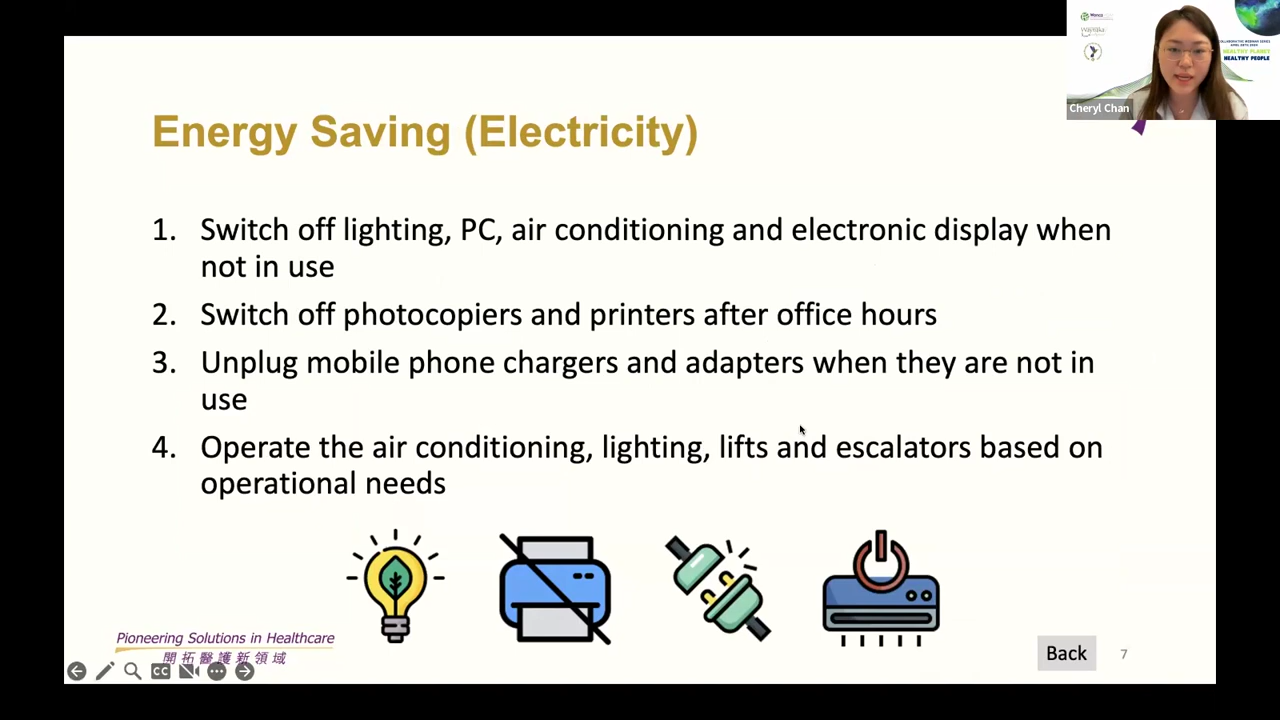 Energy Saving (Electricity)
1. Switch off lighting, PC, air conditioning and electronic display when
not in use
2. Switch off photocopiers and printers after office hours
3. Unplug mobile phone chargers and adapters when they are not in
use
4. Operate the air conditioning, lighting, lifts and escalators based on
operational needs
Pioneering Solutions in Healthcare
開拓醫護新領域
CC
Back
7
Cheryl Chan
HEALTHY PLANET
HEALTHY PEOPLE